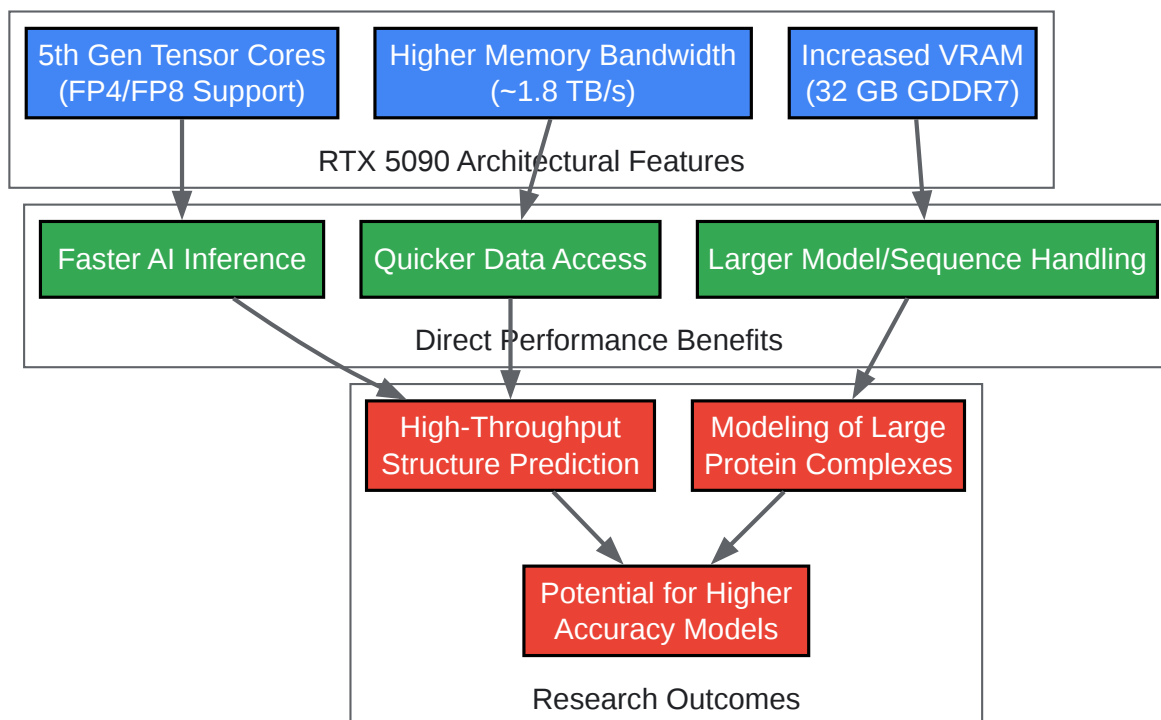 5th Gen Tensor Cores
(FP4/FP8 Support)
Higher Memory Bandwidth
(~1.8 TB/s)
Increased VRAM
(32 GB GDDR7)
RTX 5090 Architectural Features
Faster AI Inference
Quicker Data Access
Larger Model/Sequence Handling
Direct Performance Benefits
High-Throughput
Structure Prediction
Modeling of Large
Protein Complexes
Potential for Higher
Accuracy Models
Research Outcomes